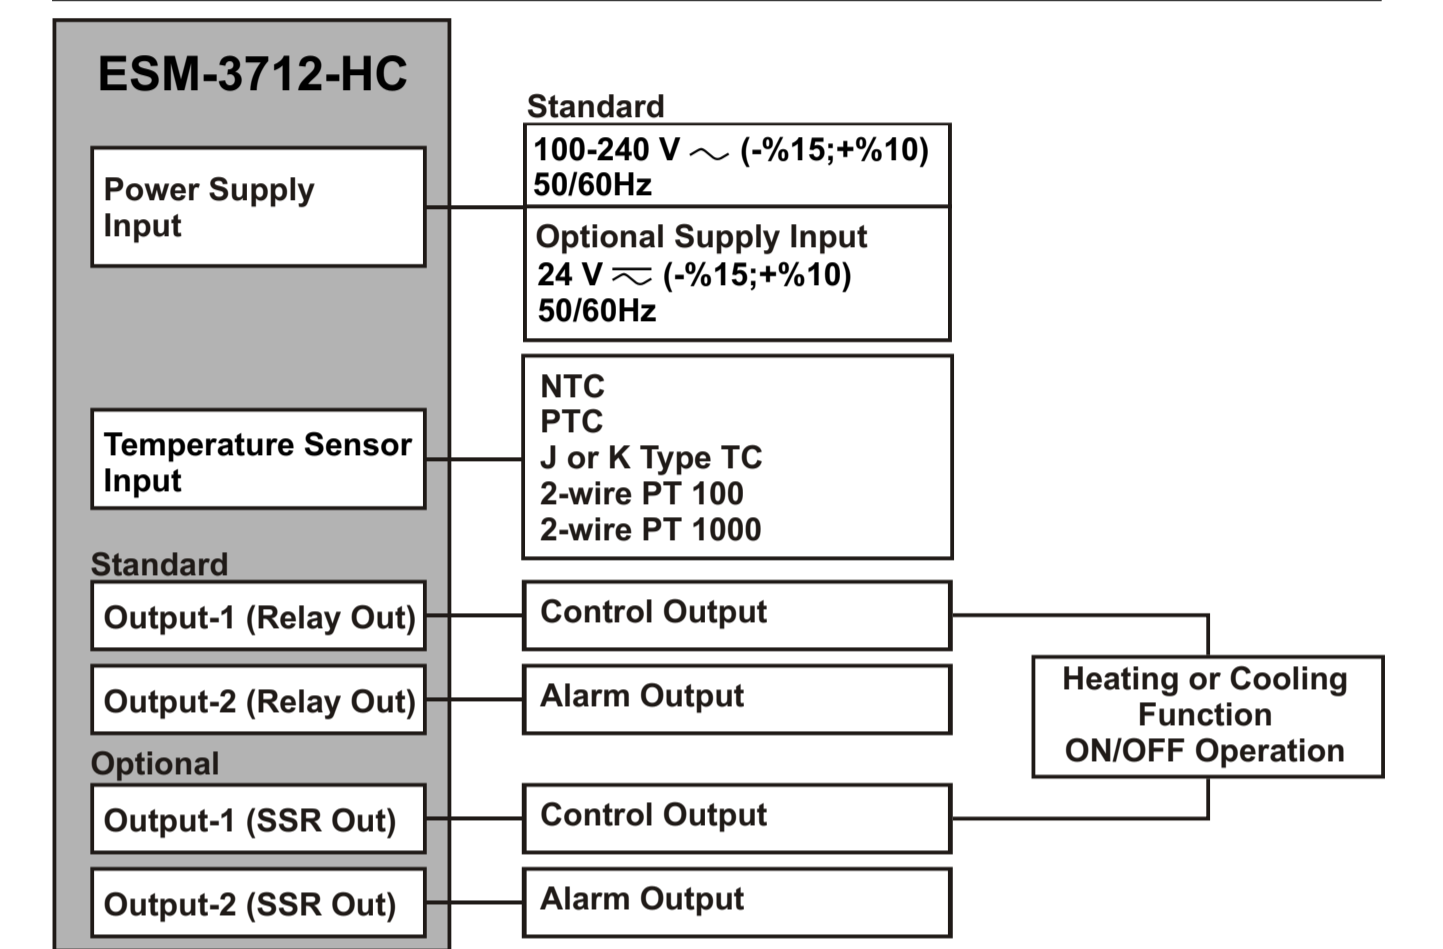 ESM-3712-HC
Standard
100-240 V ~ (-%15;+%10)
50/60Hz
Power Supply
Input
Optional Supply Input
24 V ⏦ (-%15;+%10)
50/60Hz
NTC
PTC
J or K Type TC
2-wire PT 100
2-wire PT 1000
Temperature Sensor
Input
Standard
Output-1 (Relay Out)
Control Output
Output-2 (Relay Out)
Alarm Output
Heating or Cooling
Function
ON/OFF Operation
Optional
Output-1 (SSR Out)
Control Output
Output-2 (SSR Out)
Alarm Output